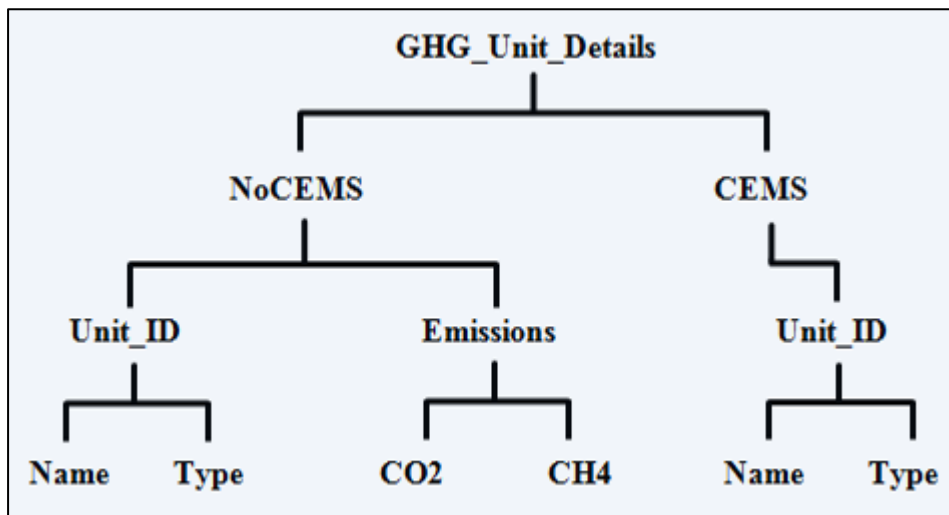 GHG_Unit_Details
NoCEMS CEMS
Unit_ID Emissions Unit_ID
Name Type CO2 CH4 Name Type